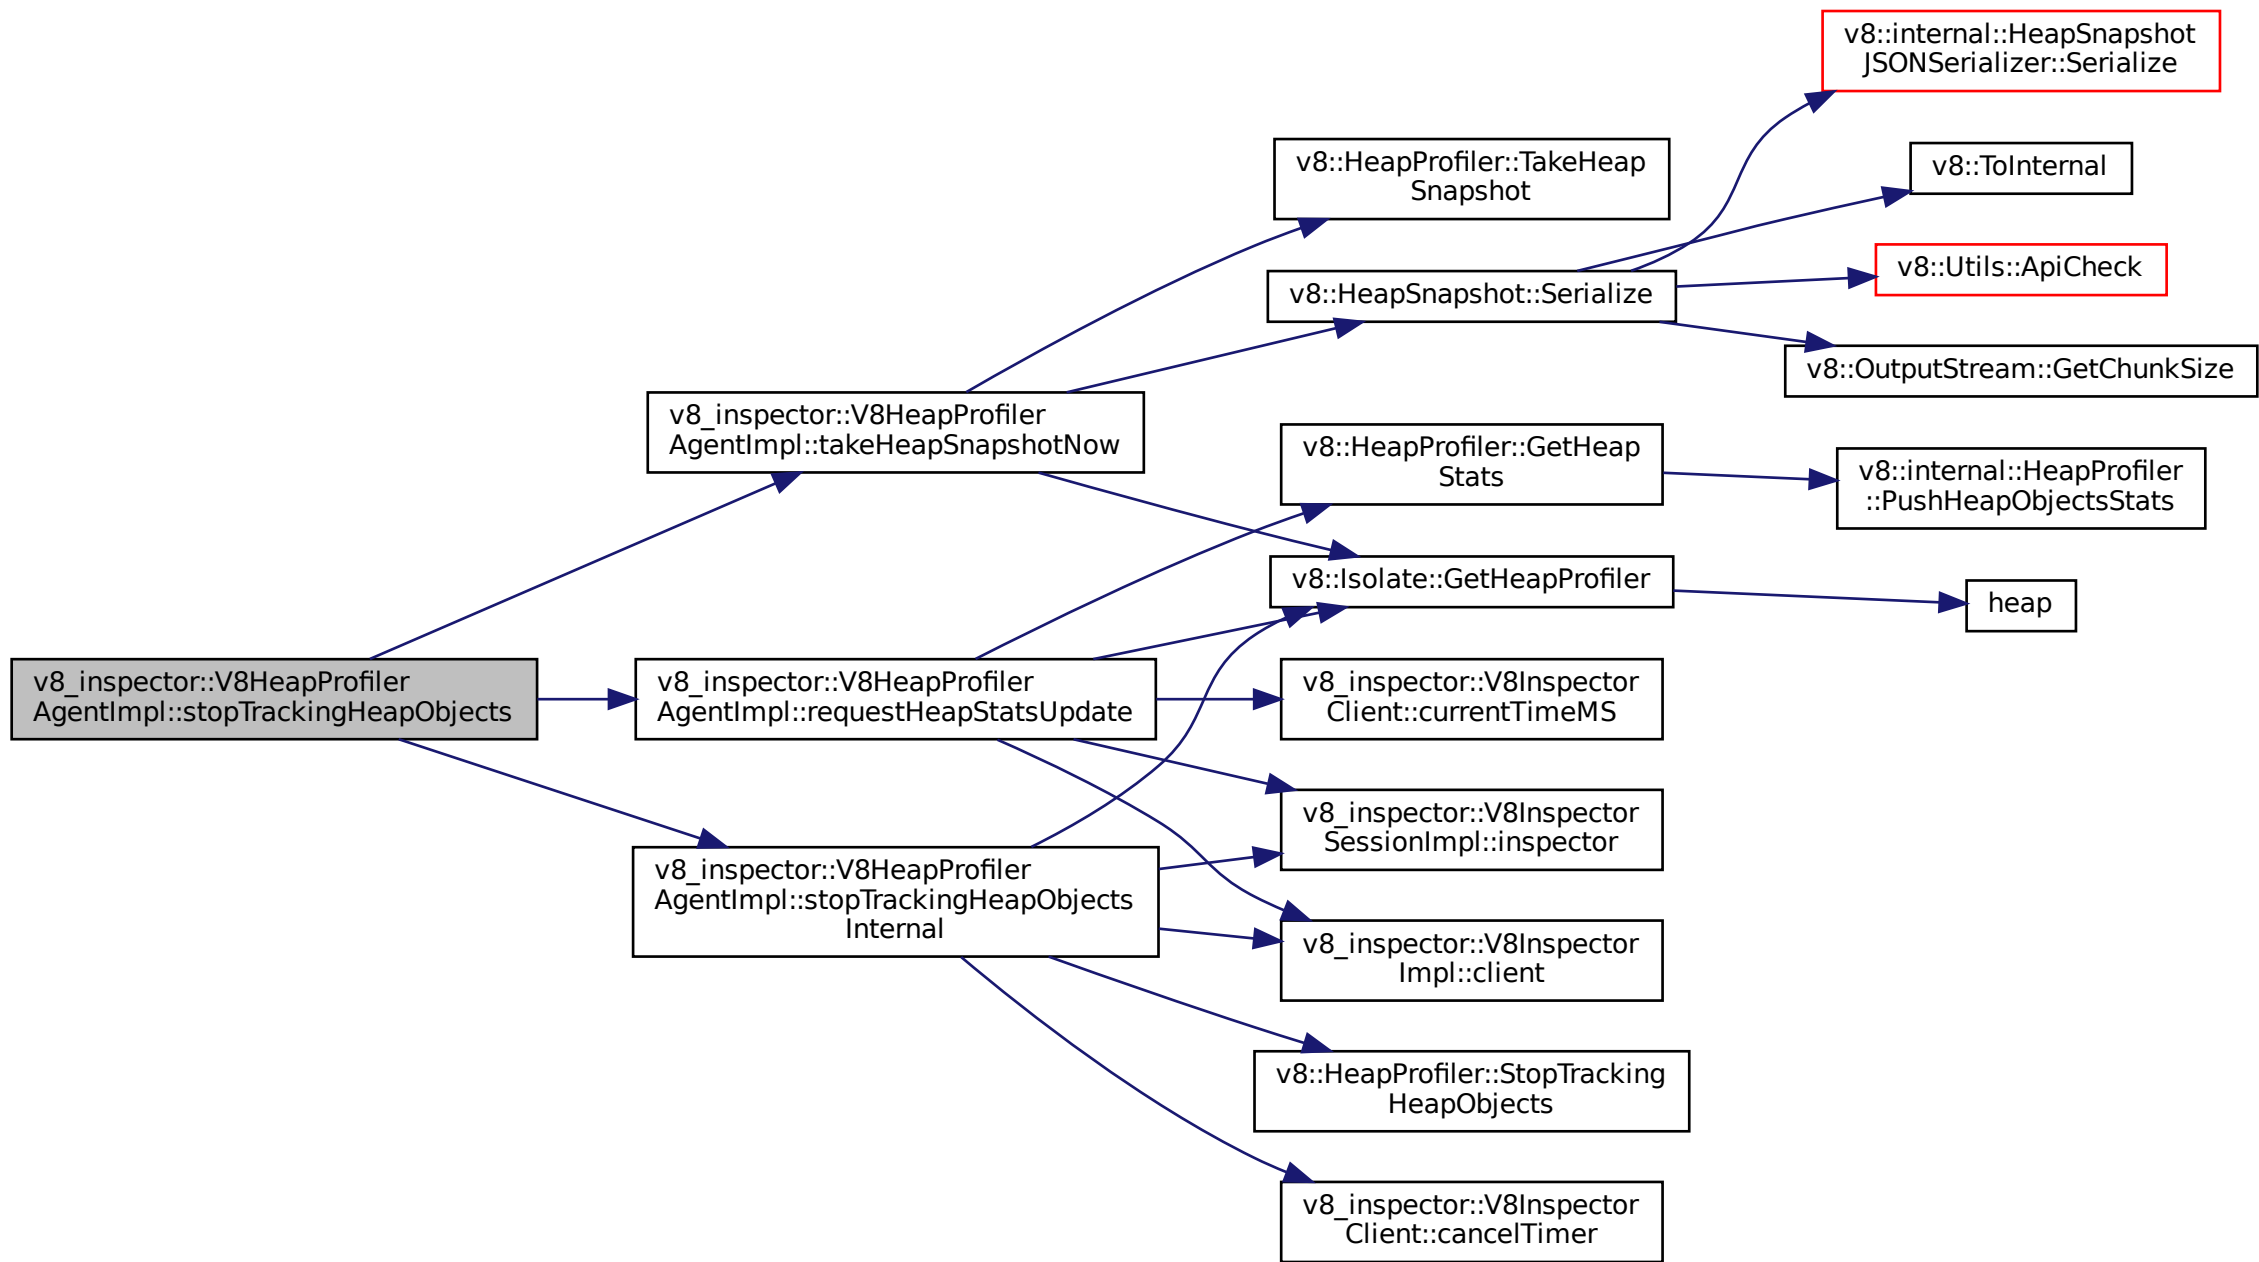 v8_inspector::V8HeapProfiler
AgentImpl::stopTrackingHeapObjects
v8_inspector::V8HeapProfiler
AgentImpl::takeHeapSnapshotNow
v8_inspector::V8HeapProfiler
AgentImpl::requestHeapStatsUpdate
v8_inspector::V8HeapProfiler
AgentImpl::stopTrackingHeapObjects
Internal
v8::HeapProfiler::TakeHeap
Snapshot
v8::HeapSnapshot::Serialize
v8::HeapProfiler::GetHeap
Stats
v8::Isolate::GetHeapProfiler
v8_inspector::V8Inspector
Client::currentTimeMS
v8_inspector::V8Inspector
SessionImpl::inspector
v8_inspector::V8Inspector
Impl::client
v8::HeapProfiler::StopTracking
HeapObjects
v8_inspector::V8Inspector
Client::cancelTimer
v8::internal::HeapSnapshot
JSONSerializer::Serialize
v8::ToInternal
v8::Utils::ApiCheck
v8::OutputStream::GetChunkSize
v8::internal::HeapProfiler
::PushHeapObjectsStats
heap